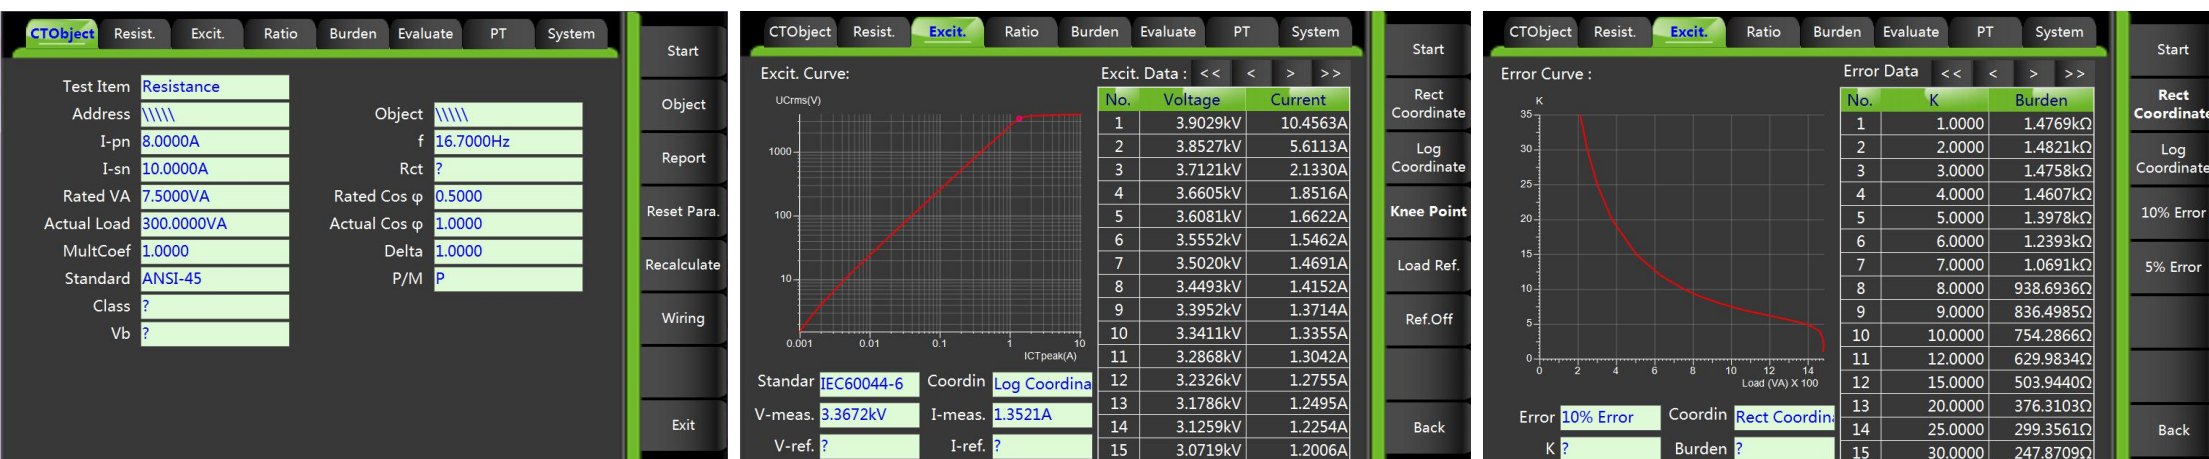 CTObject Resist. Excit. Ratio Burden Evaluate PT System
Start
Test Item Resistance
Address \\\\\ Object \\\\\
Object
I-pn 8.0000A f 16.7000Hz
Report
I-sn 10.0000A Rct ?
Rated VA 7.5000VA Rated Cos φ 0.5000
Reset Para.
Actual Load 300.0000VA Actual Cos φ 1.0000
MultCoef 1.0000 Delta 1.0000
Recalculate
Standard ANSI-45 P/M P
Class ?
Wiring
Vb ?
Exit
CTObject Resist. Excit. Ratio Burden Evaluate PT System
Start
Excit. Curve: Excit. Data : << < > >>
UCrms(V)
1000
100
10
0.001 0.01 0.1 1 10
ICTpeak(A)
Standar IEC60044-6 Coordin Log Coordina
V-meas. 3.3672kV I-meas. 1.3521A
V-ref. ? I-ref. ?
No. Voltage Current
1 3.9029kV 10.4563A
2 3.8527kV 5.6113A
3 3.7121kV 2.1330A
4 3.6605kV 1.8516A
5 3.6081kV 1.6622A
6 3.5552kV 1.5462A
7 3.5020kV 1.4691A
8 3.4493kV 1.4152A
9 3.3952kV 1.3714A
10 3.3411kV 1.3355A
11 3.2868kV 1.3042A
12 3.2326kV 1.2755A
13 3.1786kV 1.2495A
14 3.1259kV 1.2254A
15 3.0719kV 1.2006A
Rect
Coordinate
Log
Coordinate
Knee Point
Load Ref.
Ref.Off
Back
CTObject Resist. Excit. Ratio Burden Evaluate PT System
Start
Error Curve : Error Data << < > >>
K
35
30
25
20
15
10
5
0
0 2 4 6 8 10 12 14
Load (VA) X 100
Error 10% Error Coordin Rect Coordin
K ? Burden ?
No. K Burden
1 1.0000 1.4769kΩ
2 2.0000 1.4821kΩ
3 3.0000 1.4758kΩ
4 4.0000 1.4607kΩ
5 5.0000 1.3978kΩ
6 6.0000 1.2393kΩ
7 7.0000 1.0691kΩ
8 8.0000 938.6936Ω
9 9.0000 836.4985Ω
10 10.0000 754.2866Ω
11 12.0000 629.9834Ω
12 15.0000 503.9440Ω
13 20.0000 376.3103Ω
14 25.0000 299.3561Ω
15 30.0000 247.8709Ω
Rect
Coordinate
Log
Coordinate
10% Error
5% Error
Back